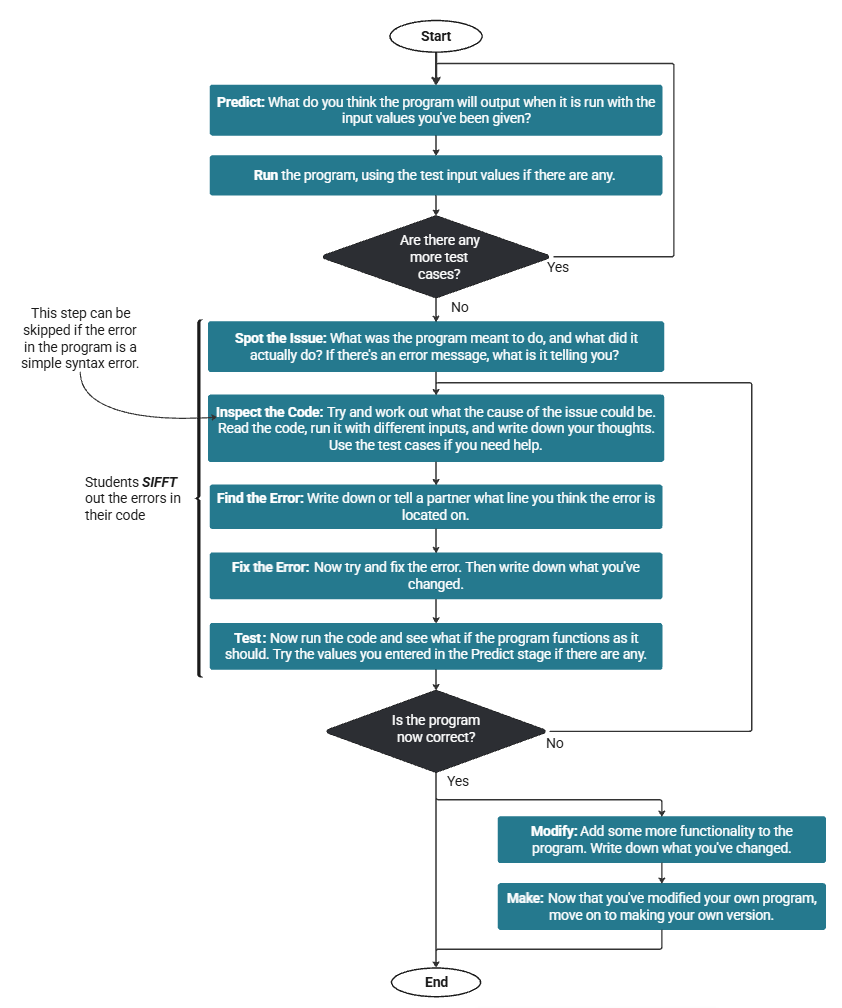 Start
Predict: What do you think the program will output when it is run with the
input values you've been given?
Run the program, using the test input values if there are any.
Are there any
more test
cases?
Yes
No
This step can be
skipped if the error
in the program is a
simple syntax error.
Spot the Issue: What was the program meant to do, and what did it
actually do? If there's an error message, what is it telling you?
Inspect the Code: Try and work out what the cause of the issue could be.
Read the code, run it with different inputs, and write down your thoughts.
Use the test cases if you need help.
Students SIFFT
out the errors in
their code
Find the Error: Write down or tell a partner what line you think the error is
located on.
Fix the Error: Now try and fix the error. Then write down what you've
changed.
Test: Now run the code and see what if the program functions as it
should. Try the values you entered in the Predict stage if there are any.
Is the program
now correct?
No
Yes
Modify: Add some more functionality to the
program. Write down what you've changed.
Make: Now that you've modified your own program,
move on to making your own version.
End